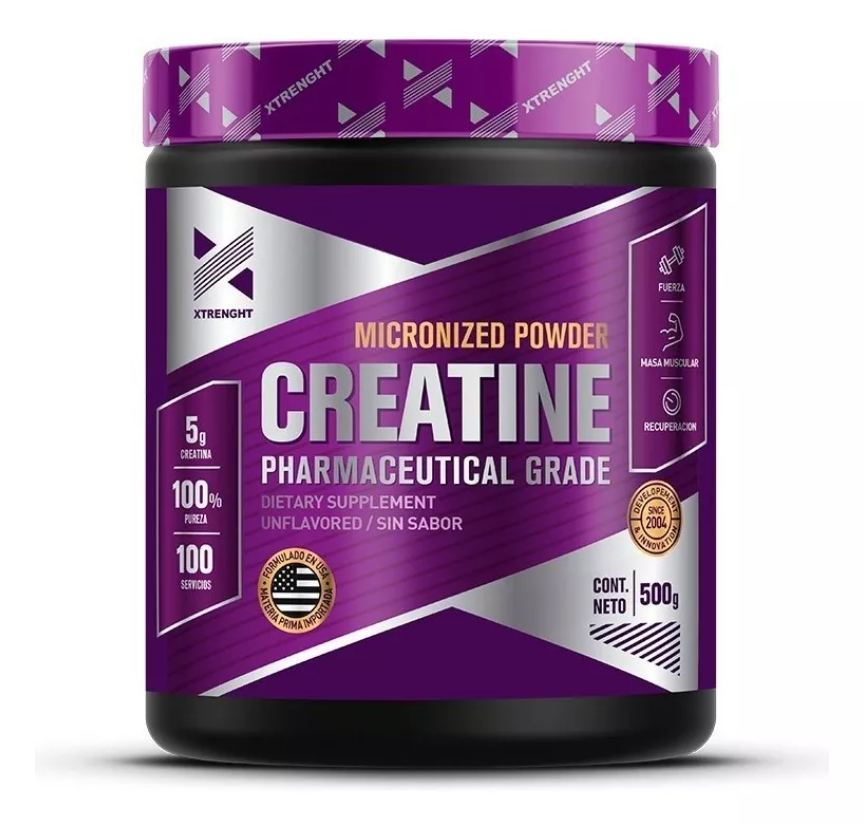 XTRENGHT
XTRENGHT
XTRENGHT
MICRONIZED POWDER
CREATINE
PHARMACEUTICAL GRADE
DIETARY SUPPLEMENT
UNFLAVORED / SIN SABOR
5g
CREATINA
100%
PUREZA
100
SERVICIOS
FUERZA
MASA MUSCULAR
RECUPERACION
DEVELOPEMENT
SINCE
2004
& INNOVATION
• FORMULADO EN USA •
MATERIA PRIMA IMPORTADA
CONT.
NETO
500g